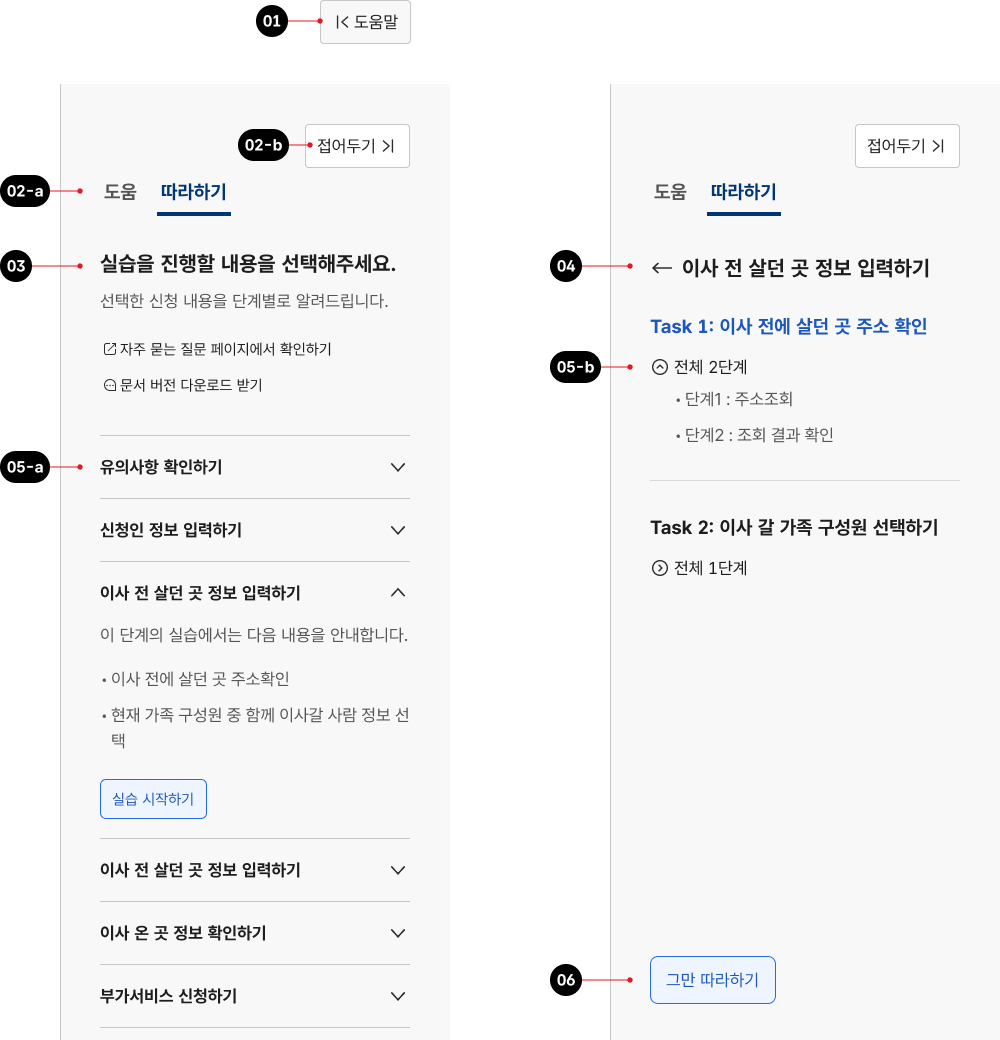 01
도움말
02-b
접어두기
02-a
도움
따라하기
03
실습을 진행할 내용을 선택해주세요.
선택한 신청 내용을 단계별로 알려드립니다.
자주 묻는 질문 페이지에서 확인하기
문서 버전 다운로드 받기
05-a
유의사항 확인하기
신청인 정보 입력하기
이사 전 살던 곳 정보 입력하기
이 단계의 실습에서는 다음 내용을 안내합니다.
• 이사 전에 살던 곳 주소확인
• 현재 가족 구성원 중 함께 이사갈 사람 정보 선
택
실습 시작하기
이사 전 살던 곳 정보 입력하기
이사 온 곳 정보 확인하기
부가서비스 신청하기
접어두기
도움
따라하기
04
이사 전 살던 곳 정보 입력하기
Task 1: 이사 전에 살던 곳 주소 확인
05-b
전체 2단계
• 단계1 : 주소조회
• 단계2 : 조회 결과 확인
Task 2: 이사 갈 가족 구성원 선택하기
전체 1단계
06
그만 따라하기